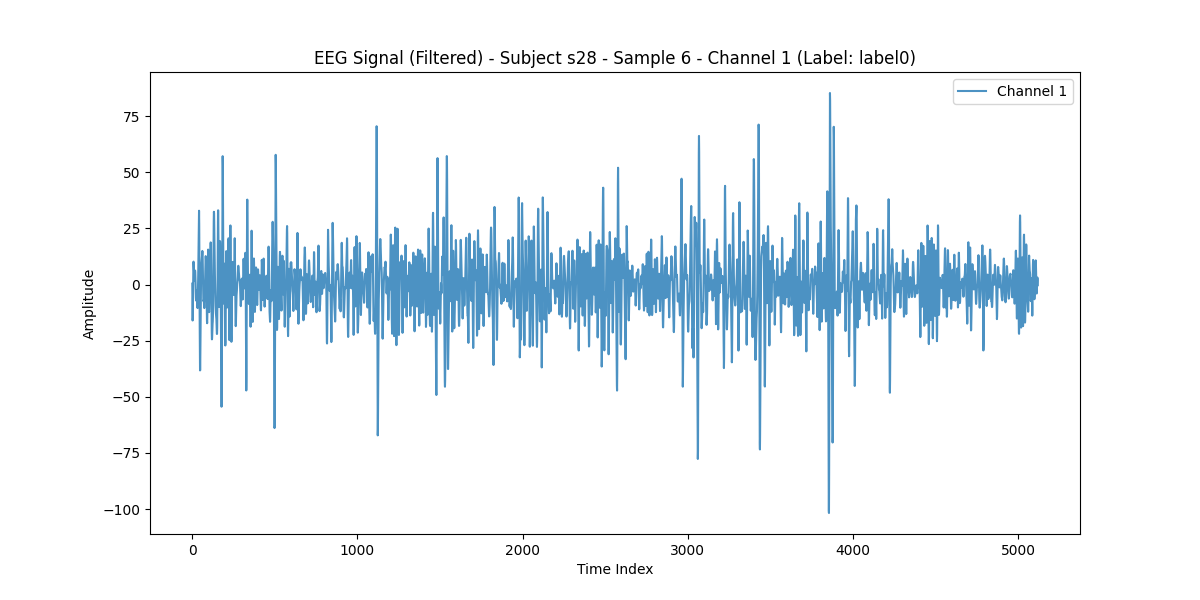 EEG Signal (Filtered) - Subject s28 - Sample 6 - Channel 1 (Label: label0)
Channel 1
75
50
25
0
−25
−50
−75
−100
Amplitude
0 1000 2000 3000 4000 5000
Time Index